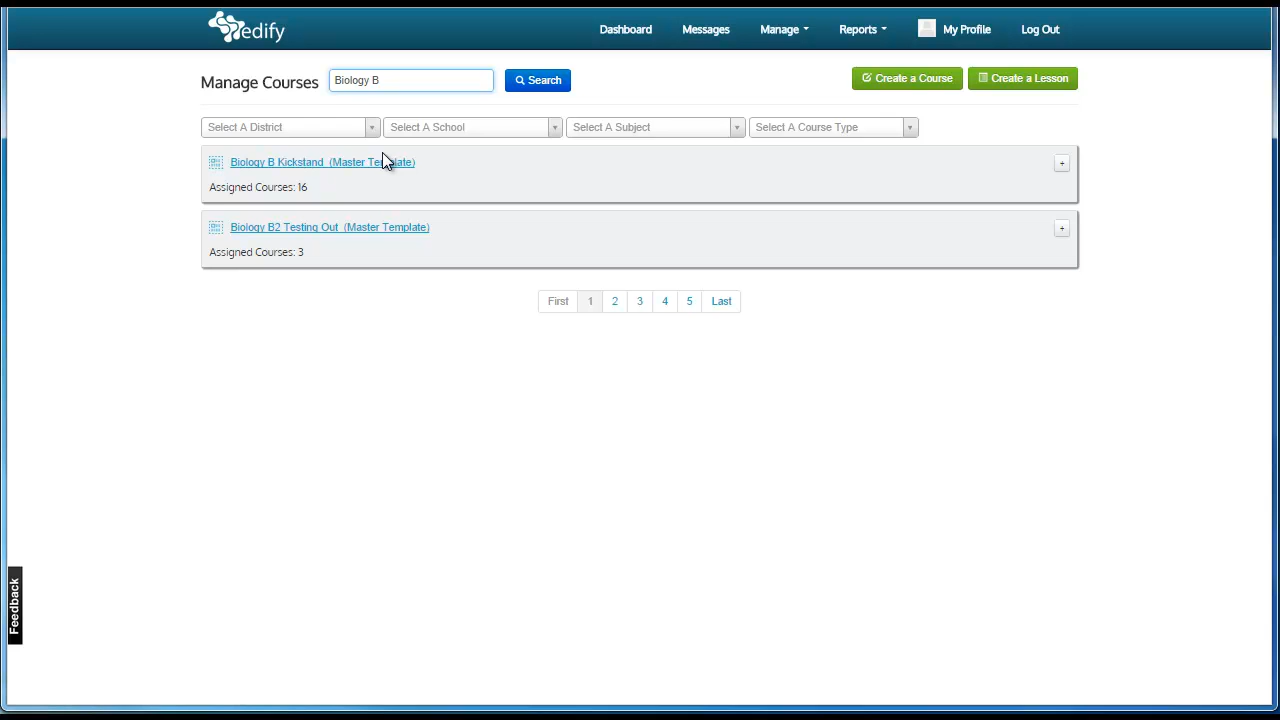 edify Dashboard Messages Manage Reports My Profile Log Out
Manage Courses Biology B Search Create a Course Create a Lesson
Select A District Select A School Select A Subject Select A Course Type
Biology B Kickstand (Master Template) +
Assigned Courses: 16
Biology B2 Testing Out (Master Template) +
Assigned Courses: 3
First 1 2 3 4 5 Last
Feedback